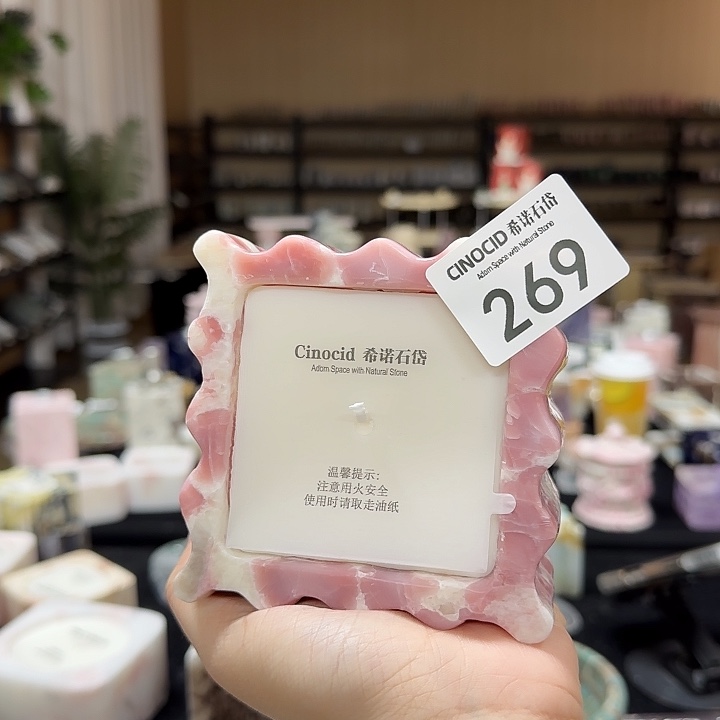 CINOCID 希诺石岱
Adorn Space with Natural Stone
269
Cinocid 希诺石岱
Adorn Space with Natural Stone
温馨提示：
注意用火安全
使用时请取走油纸